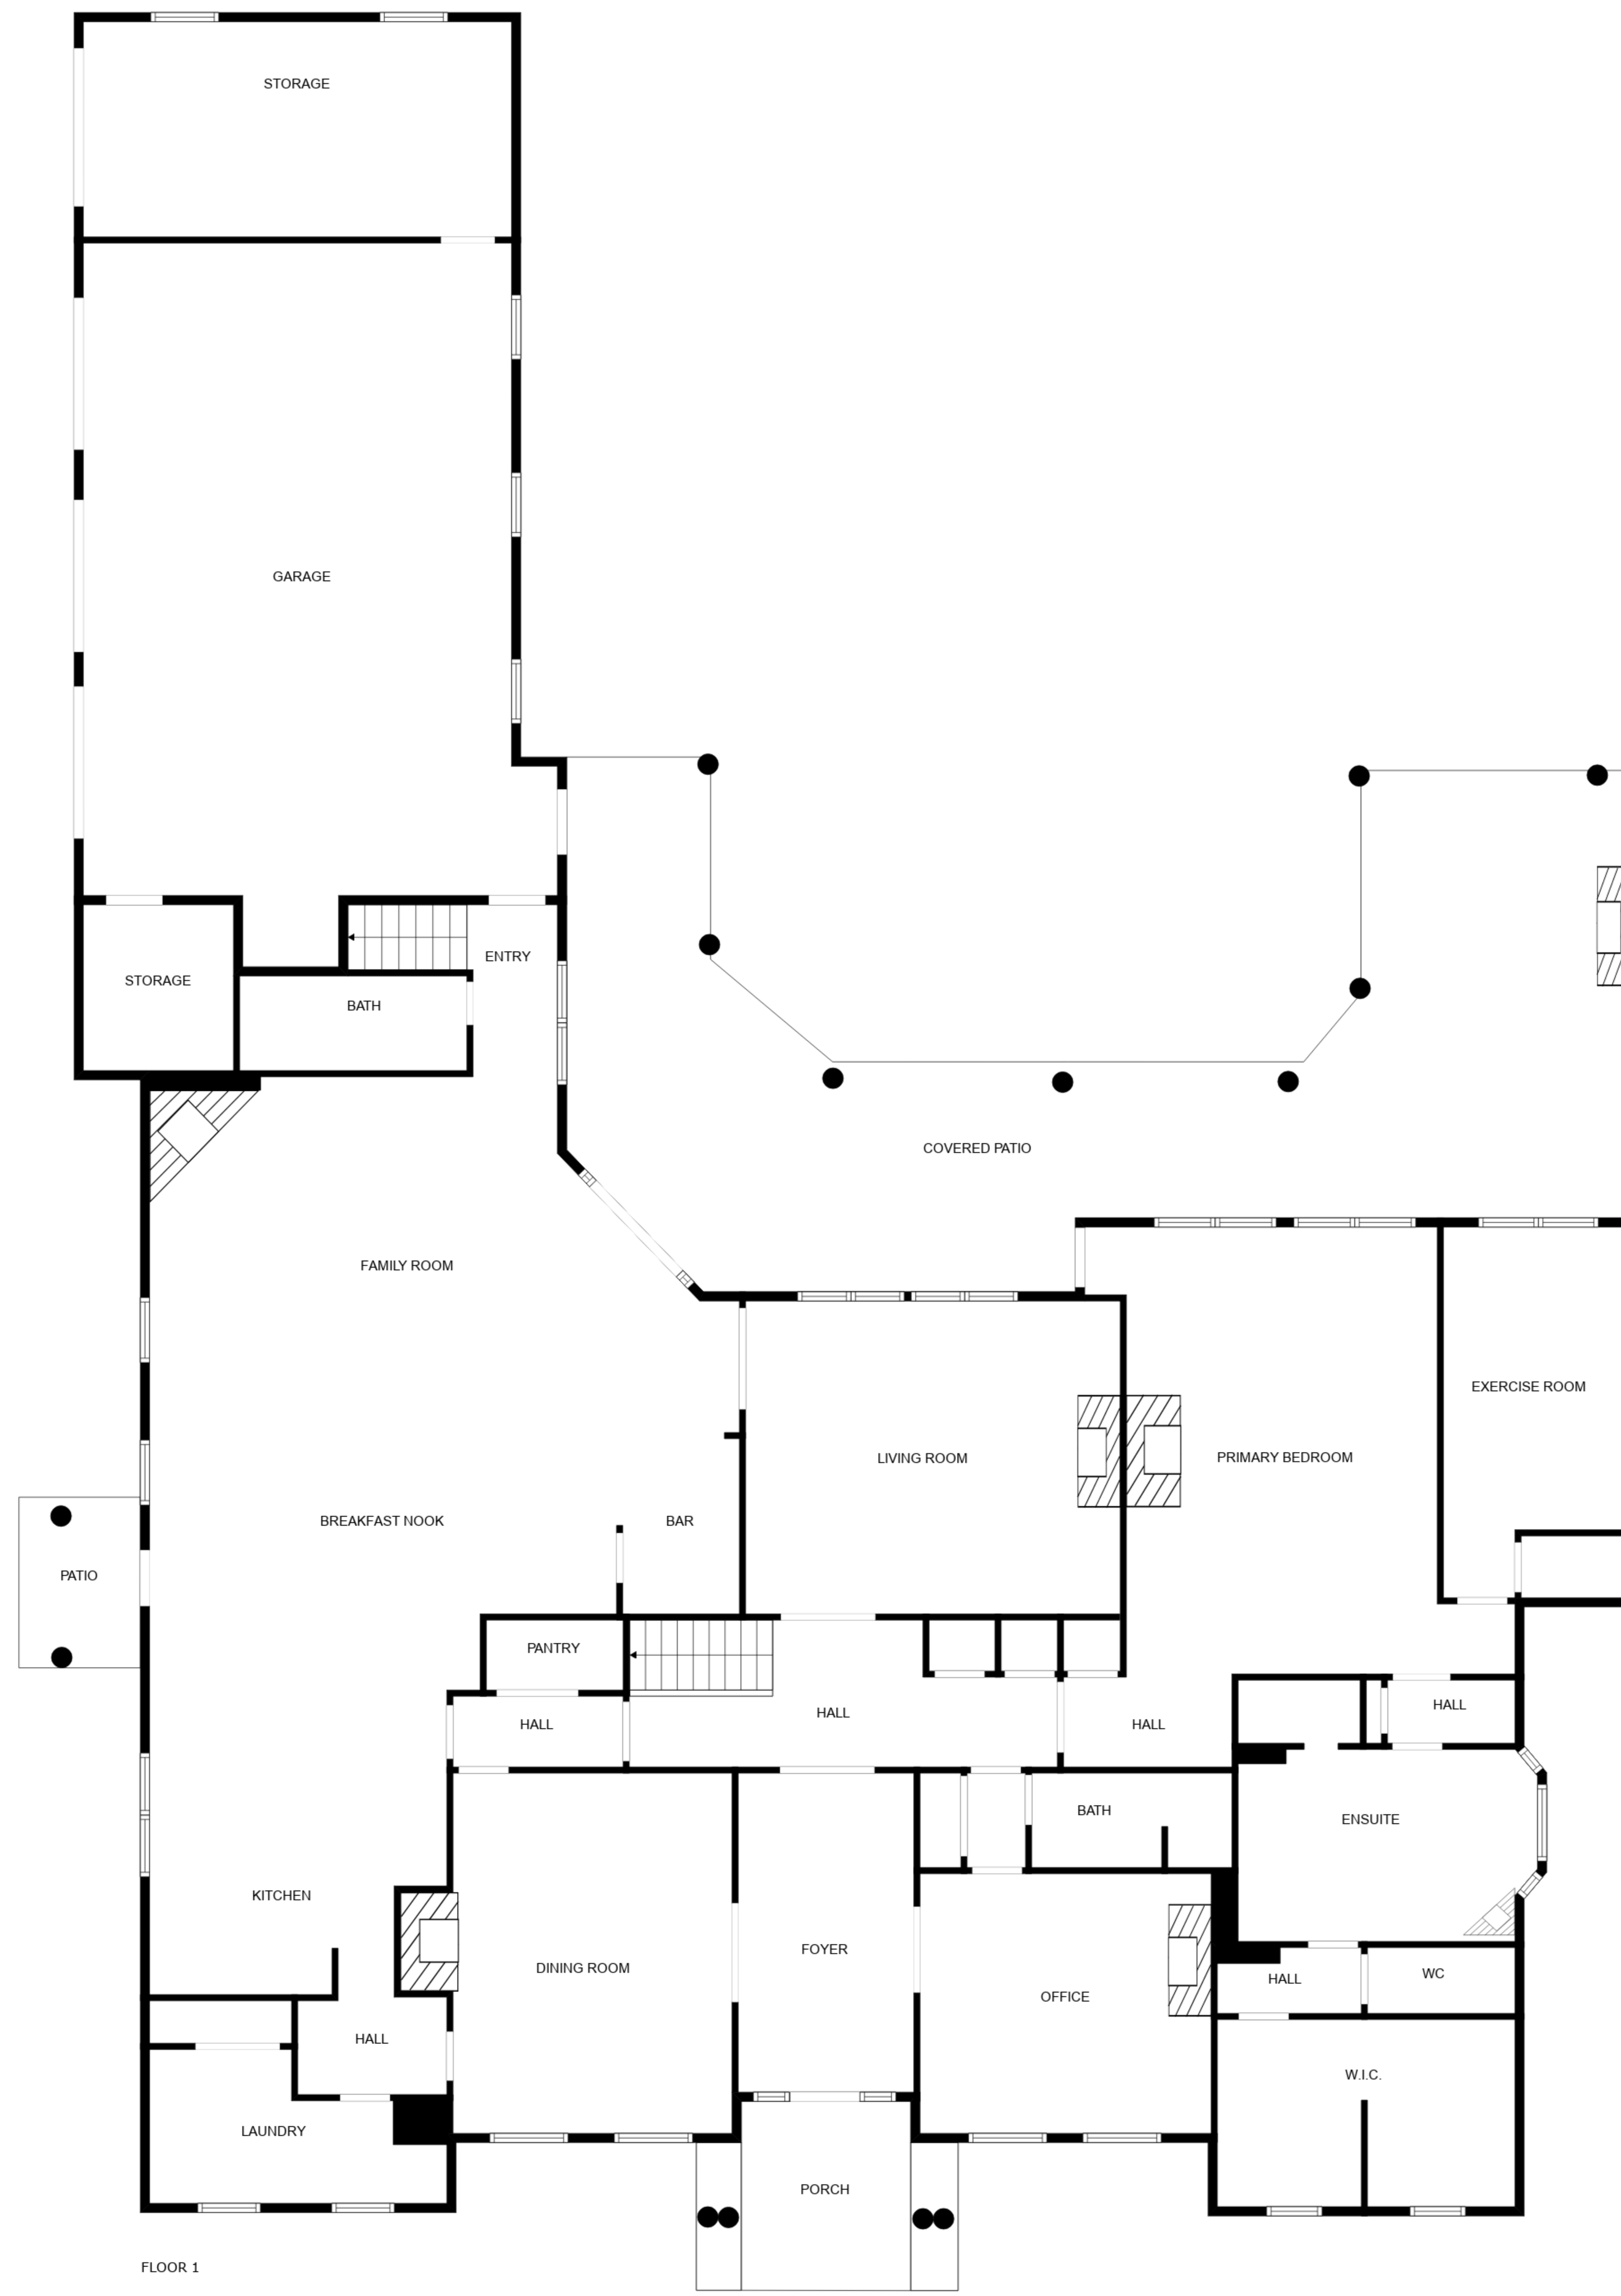 STORAGE
GARAGE
ENTRY
STORAGE
BATH
COVERED PATIO
FAMILY ROOM
EXERCISE ROOM
LIVING ROOM
PRIMARY BEDROOM
BREAKFAST NOOK
BAR
PATIO
PANTRY
HALL
HALL
HALL
HALL
BATH
ENSUITE
KITCHEN
FOYER
DINING ROOM
WC
HALL
OFFICE
HALL
W.I.C.
LAUNDRY
PORCH
FLOOR 1